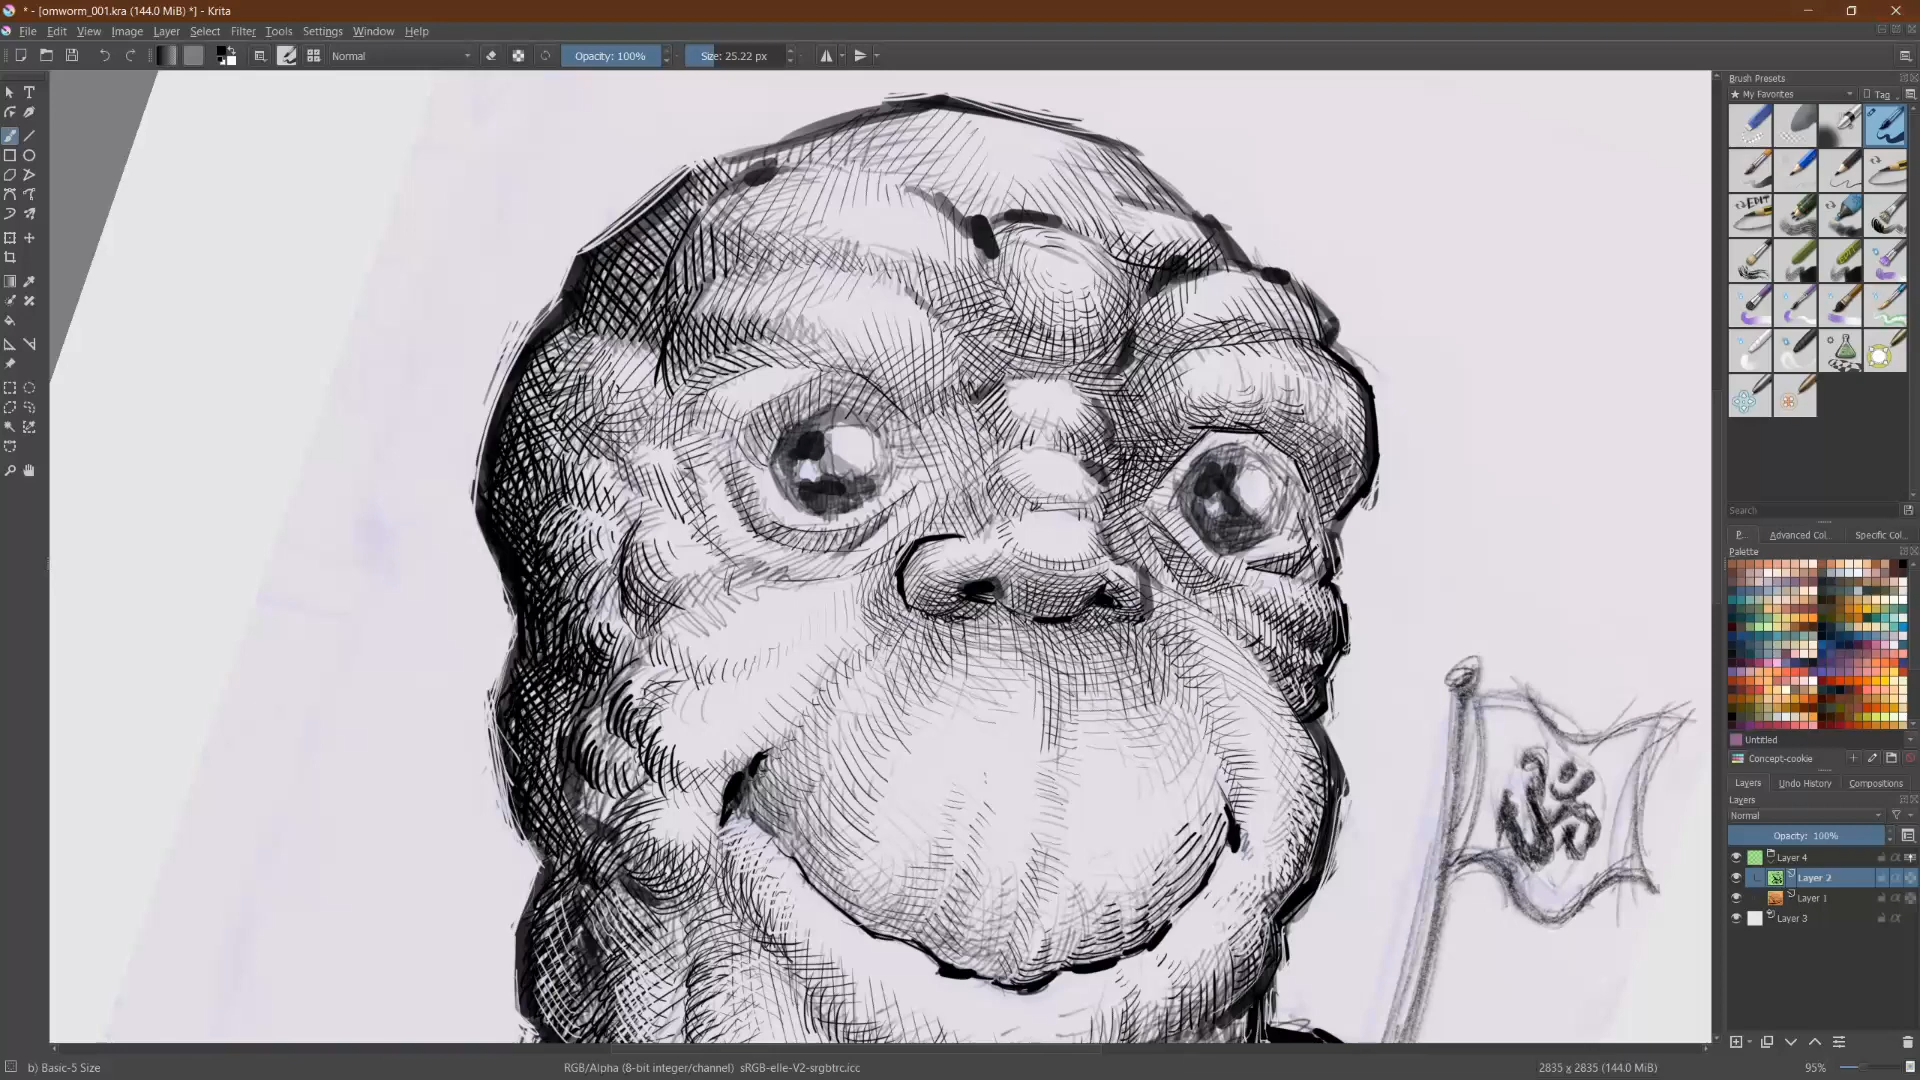 * - [omworm_001.kra (144.0 MiB) *] - Krita
File Edit View Image Layer Select Filter Tools Settings Window Help
Normal Opacity: 100% Size: 25.22 px
Brush Presets
My Favorites Tag
EDIT
Search
P... Advanced Col... Specific Col...
Palette
Untitled
Concept-cookie
Layers Undo History Compositions
Layers
Normal
Opacity: 100%
Layer 4
Layer 2
Layer 1
Layer 3
b) Basic-5 Size RGB/Alpha (8-bit integer/channel) sRGB-elle-V2-srgbtrc.icc 2835 x 2835 (144.0 MiB) 95%